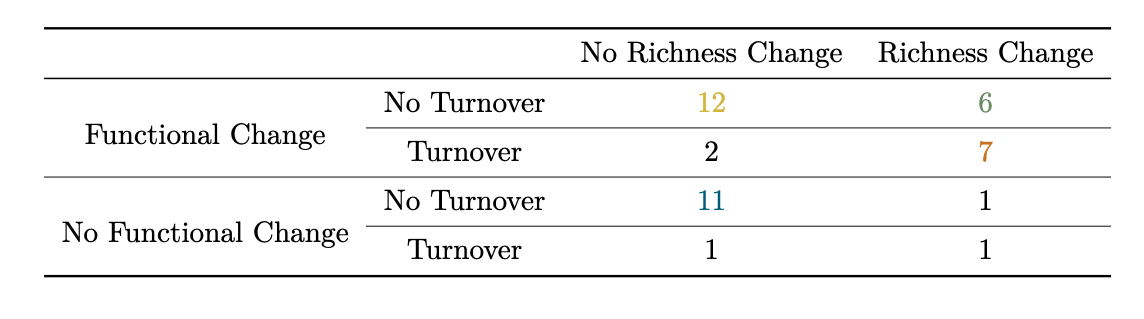 No Richness Change Richness Change
No Turnover 12 6
Functional Change
Turnover 2 7
No Turnover 11 1
No Functional Change
Turnover 1 1